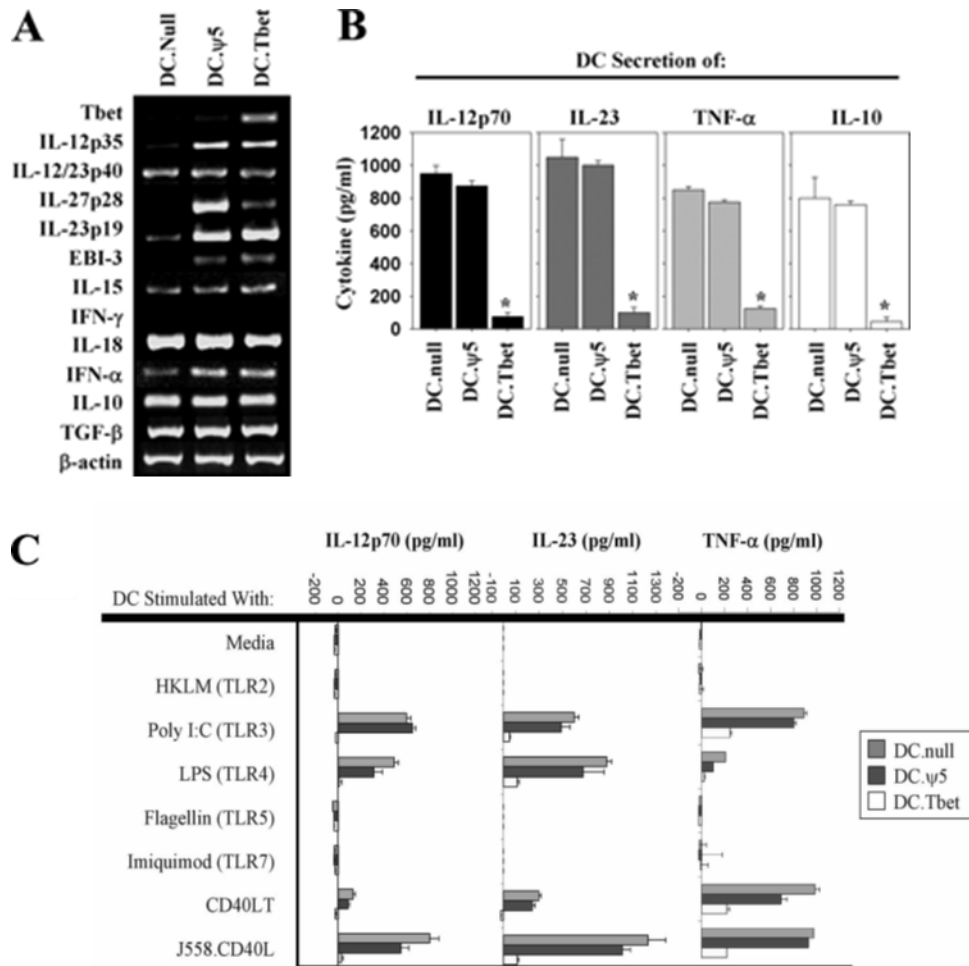 A
DC.Null
DC.ψ5
DC.Tbet
Tbet
IL-12p35
IL-12/23p40
IL-27p28
IL-23p19
EBI-3
IL-15
IFN-γ
IL-18
IFN-α
IL-10
TGF-β
β-actin
B
DC Secretion of:
IL-12p70 IL-23 TNF-α IL-10
Cytokine (pg/ml)
1200
1000
800
600
400
200
0
DC.null DC.ψ5 DC.Tbet DC.null DC.ψ5 DC.Tbet DC.null DC.ψ5 DC.Tbet DC.null DC.ψ5 DC.Tbet
* * * *
C
IL-12p70 (pg/ml) IL-23 (pg/ml) TNF-α (pg/ml)
-200 0 200 400 600 800 1000 1200 -100 100 300 500 700 900 1100 1300 -200 0 200 400 600 800 1000 1200
DC Stimulated With:
Media
HKLM (TLR2)
Poly I:C (TLR3)
LPS (TLR4)
Flagellin (TLR5)
Imiquimod (TLR7)
CD40LT
J558.CD40L
DC.null
DC.ψ5
DC.Tbet